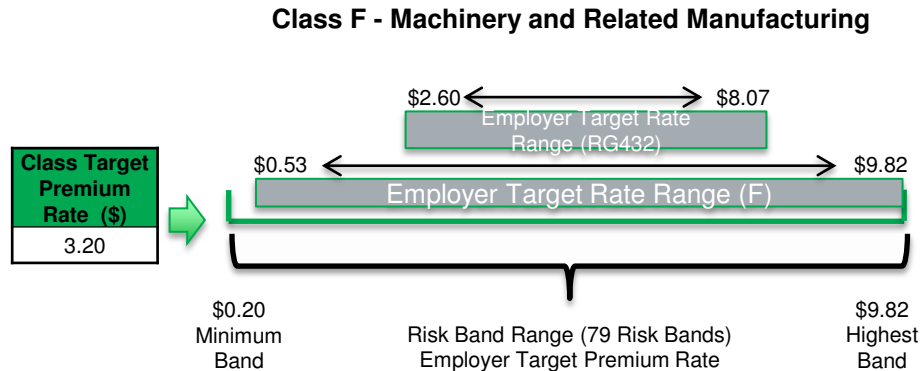 Class F - Machinery and Related Manufacturing
$2.60 $8.07
Employer Target Rate
Range (RG432)
$0.53 $9.82
Employer Target Rate Range (F)
Class Target
Premium
Rate ($)
3.20
$0.20
Minimum
Band
Risk Band Range (79 Risk Bands)
Employer Target Premium Rate
$9.82
Highest
Band